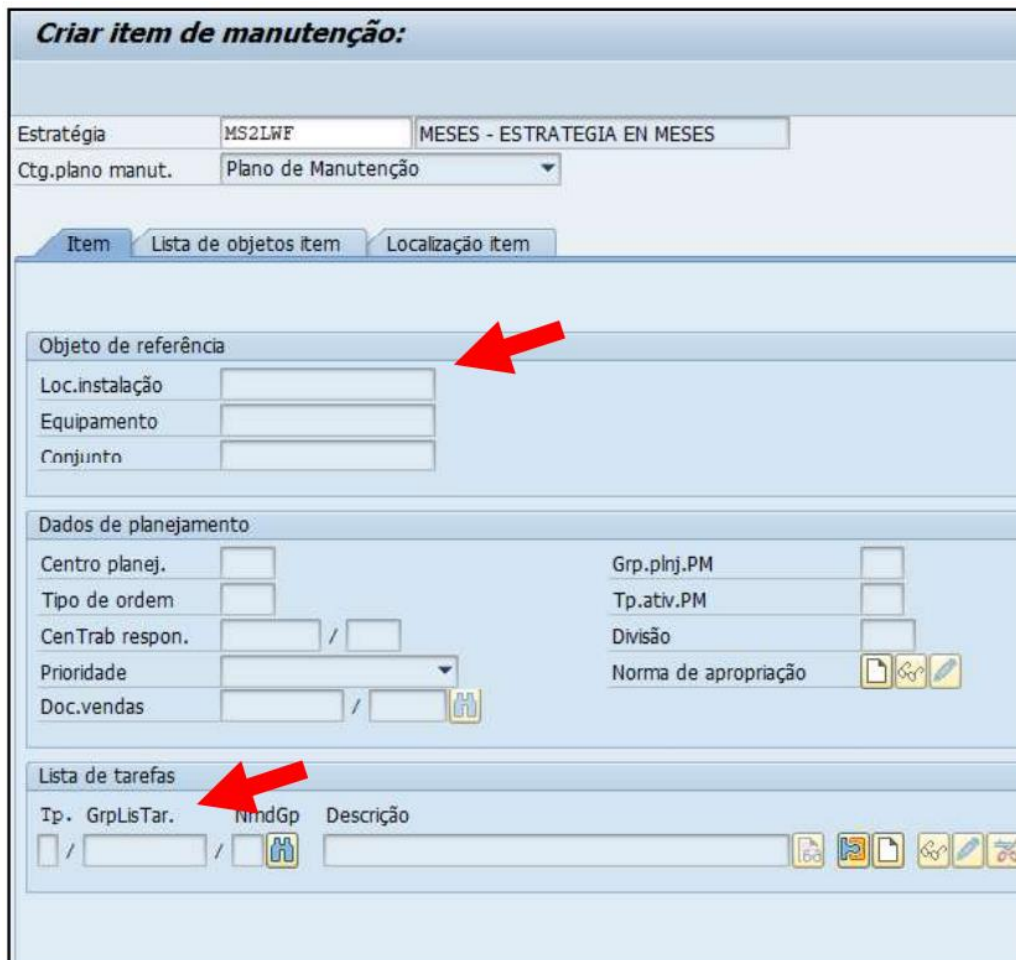 Criar item de manutenção:
Estratégia MS2LWF MESES - ESTRATEGIA EN MESES
Ctg.plano manut. Plano de Manutenção
Item Lista de objetos item Localização item
Objeto de referência
Loc.instalação
Equipamento
Conjunto
Dados de planejamento
Centro planej. Grp.plnj.PM
Tipo de ordem Tp.ativ.PM
CenTrab respon. / Divisão
Prioridade Norma de apropriação
Doc.vendas /
Lista de tarefas
Tp. GrpLisTar. NmdGp Descrição
/ /